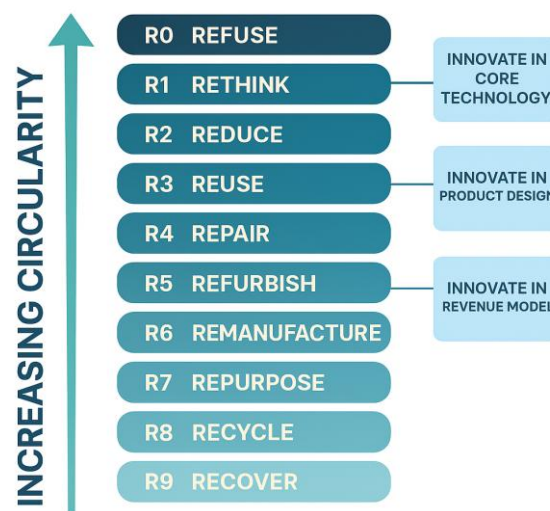 INCREASING CIRCULARITY
R0 REFUSE
R1 RETHINK
R2 REDUCE
R3 REUSE
R4 REPAIR
R5 REFURBISH
R6 REMANUFACTURE
R7 REPURPOSE
R8 RECYCLE
R9 RECOVER
INNOVATE IN
CORE
TECHNOLOGY
INNOVATE IN
PRODUCT DESIGN
INNOVATE IN
REVENUE MODEL